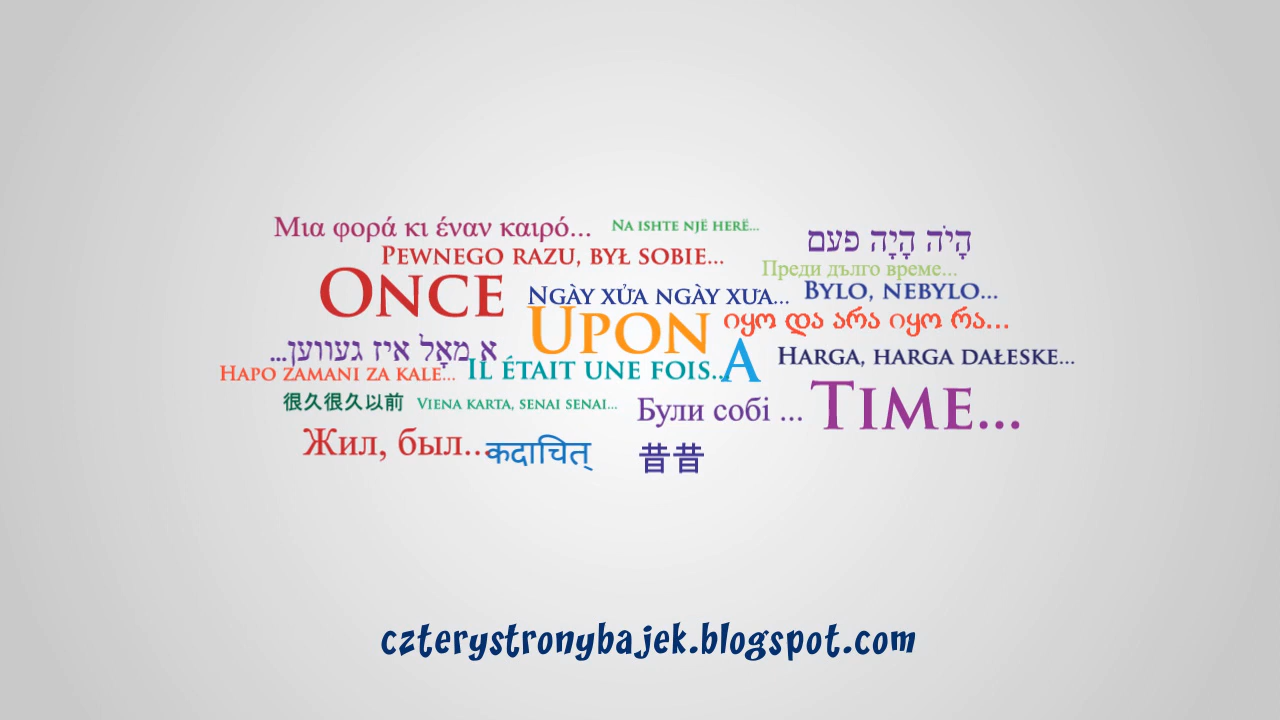 Μια φορά κι έναν καιρό...
Na ishte një herë...
הָיֹה הָיָה פעם
Pewnego razu, był sobie...
Преди дълго време...
Once
Ngày xửa ngày xưa...
Bylo, nebylo...
Upon
იყო და არა იყო რა...
א מאָל איז געווען...
Il était une fois...
A
Harga, harga dałeske...
Hapo zamani za kale...
很久很久以前
Viena karta, senai senai...
Були собі ...
Time...
Жил, был...
कदाचित्
昔昔
czterystronybajek.blogspot.com